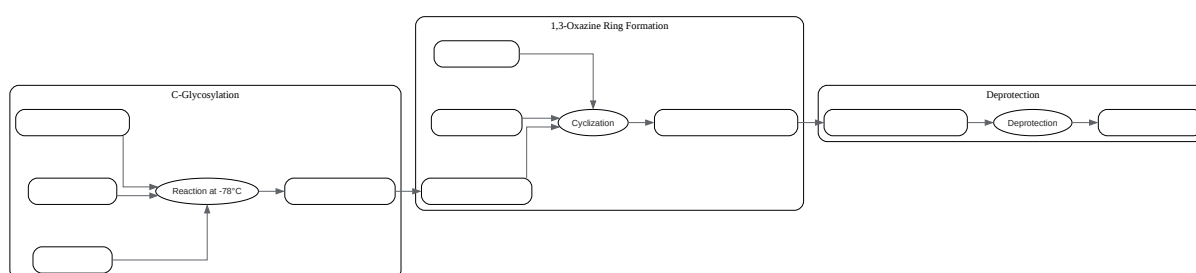 1,3-Oxazine Ring Formation
C-Glycosylation
Deprotection
Cyclization
Deprotection
Reaction at -78°C